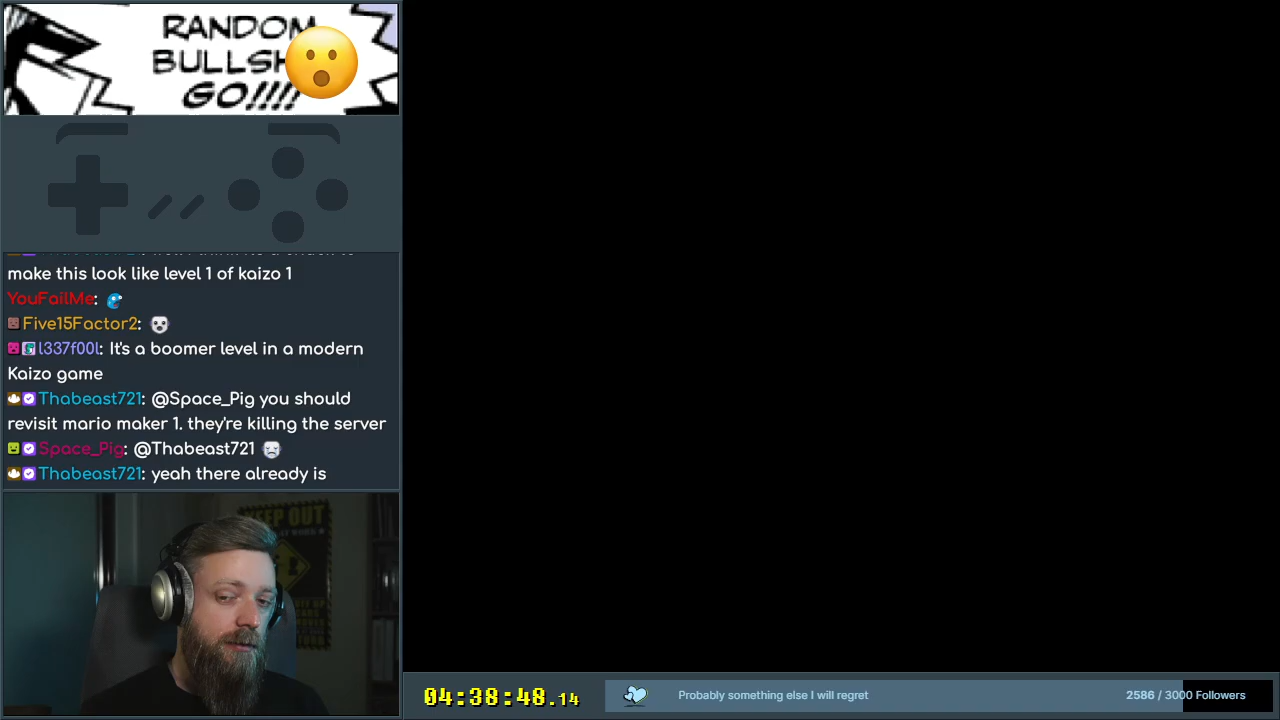 RANDOM
GO!!!!
make this look like level 1 of kaizo 1
YouFailMe:
Five15Factor2:
l337f00l: It's a boomer level in a modern
Kaizo game
Thabeast721: @Space_Pig you should
revisit mario maker 1. they're killing the server
Space_Pig: @Thabeast721
Thabeast721: yeah there already is
KEEP OUT
04:38:48.14
Probably something else I will regret
2586 / 3000 Followers